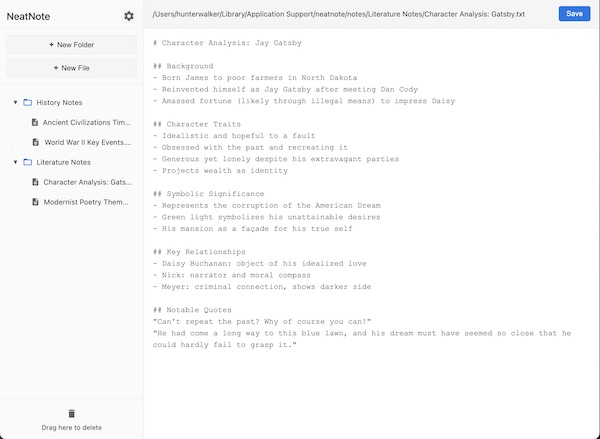 NeatNote
/Users/hunterwalker/Library/Application Support/neatnote/notes/Literature Notes/Character Analysis: Gatsby.txt
Save
+ New Folder
+ New File
History Notes
Ancient Civilizations Tim...
World War II Key Events....
Literature Notes
Character Analysis: Gats...
Modernist Poetry Them...
Drag here to delete
# Character Analysis: Jay Gatsby
## Background
- Born James to poor farmers in North Dakota
- Reinvented himself as Jay Gatsby after meeting Dan Cody
- Amassed fortune (likely through illegal means) to impress Daisy
## Character Traits
- Idealistic and hopeful to a fault
- Obsessed with the past and recreating it
- Generous yet lonely despite his extravagant parties
- Projects wealth as identity
## Symbolic Significance
- Represents the corruption of the American Dream
- Green light symbolizes his unattainable desires
- His mansion as a façade for his true self
## Key Relationships
- Daisy Buchanan: object of his idealized love
- Nick: narrator and moral compass
- Meyer: criminal connection, shows darker side
## Notable Quotes
"Can't repeat the past? Why of course you can!"
"He had come a long way to this blue lawn, and his dream must have seemed so close that he
could hardly fail to grasp it."